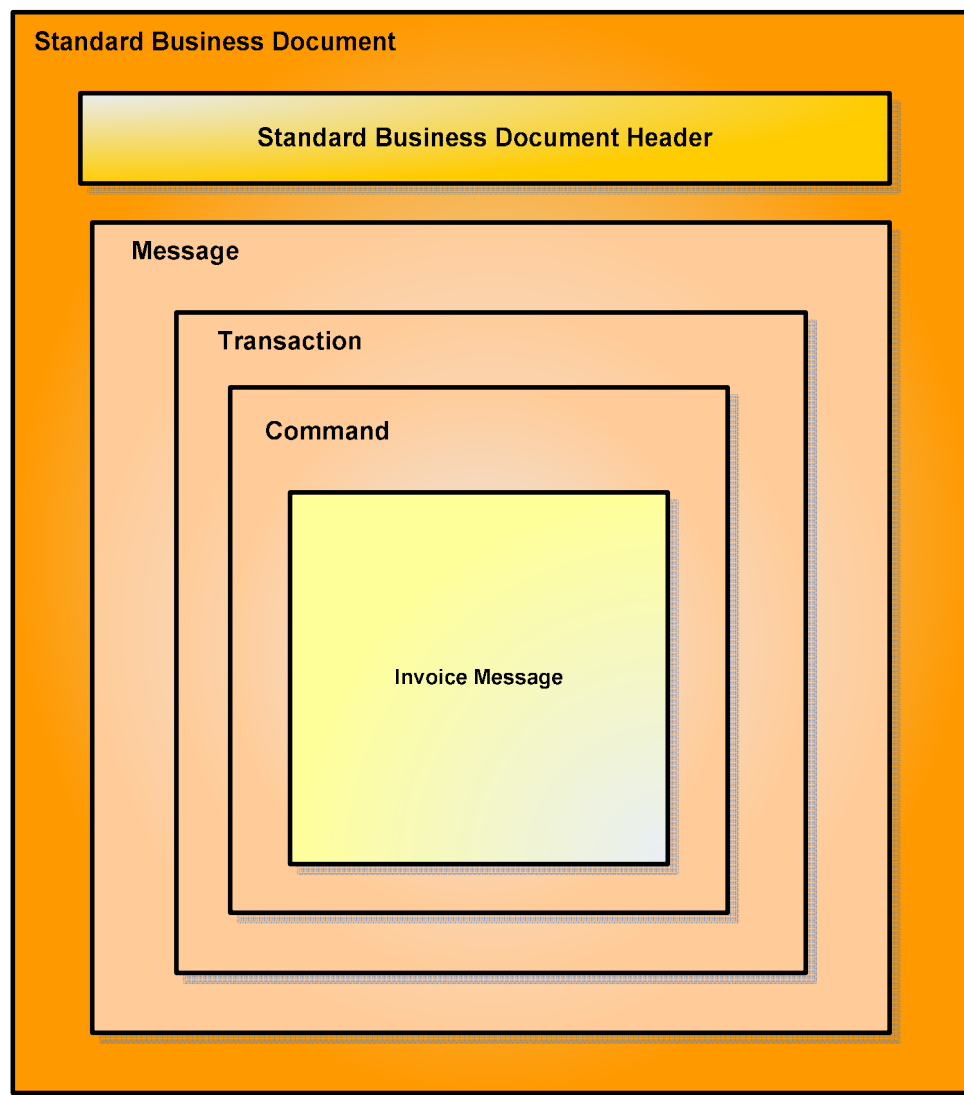 Standard Business Document
Standard Business Document Header
Message
Transaction
Command
Invoice Message